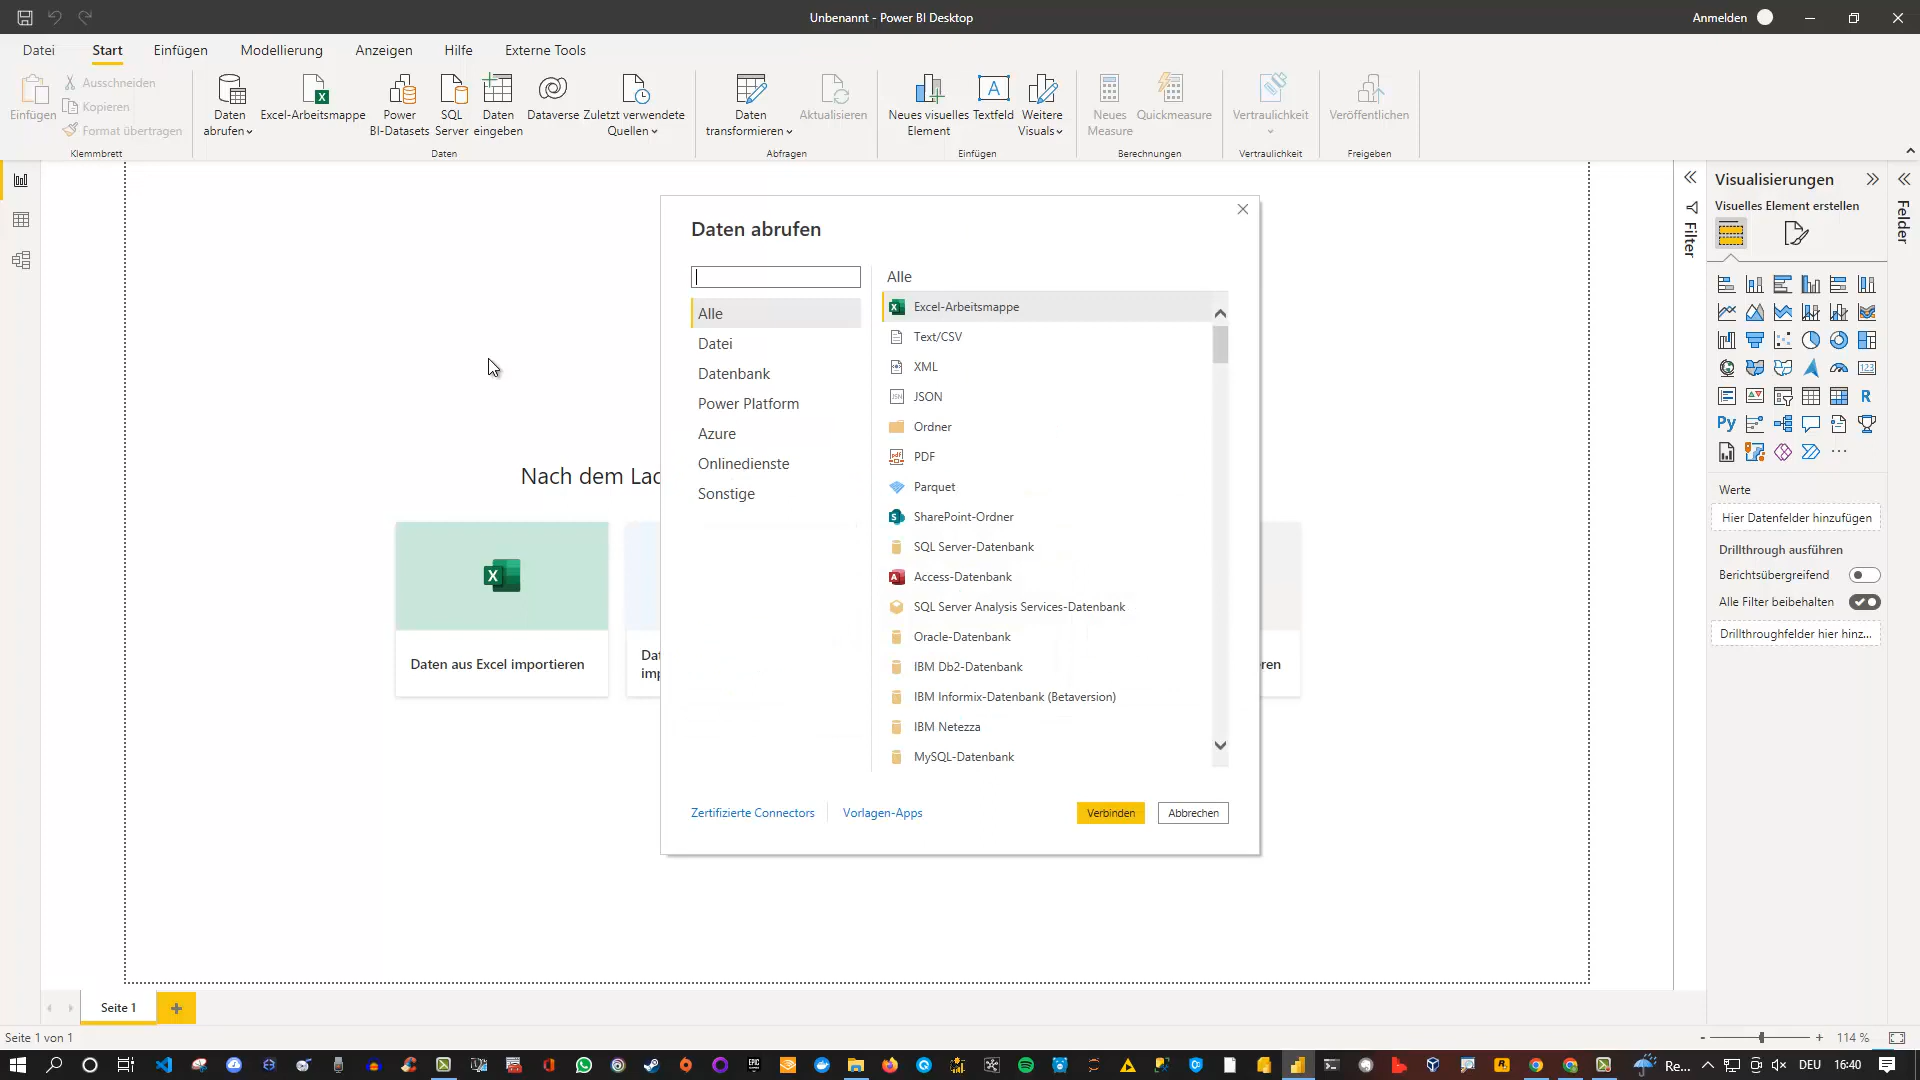 Unbenannt - Power BI Desktop
Anmelden
Datei
Start
Einfügen
Modellierung
Anzeigen
Hilfe
Externe Tools
Einfügen
Ausschneiden
Kopieren
Format übertragen
Klemmbrett
Daten
abrufen
Excel-Arbeitsmappe
Power
BI-Datasets
SQL
Server
Daten
eingeben
Dataverse
Zuletzt verwendete
Quellen
Daten
Daten
transformieren
Aktualisieren
Abfragen
Neues visuelles
Element
Textfeld
Weitere
Visuals
Einfügen
Neues
Measure
Quickmeasure
Berechnungen
Vertraulichkeit
Vertraulichkeit
Veröffentlichen
Freigeben
Nach dem Lad
Daten aus Excel importieren
Dat
imp
eren
Daten abrufen
Alle
Datei
Datenbank
Power Platform
Azure
Onlinedienste
Sonstige
Alle
Excel-Arbeitsmappe
Text/CSV
XML
JSON
Ordner
PDF
Parquet
SharePoint-Ordner
SQL Server-Datenbank
Access-Datenbank
SQL Server Analysis Services-Datenbank
Oracle-Datenbank
IBM Db2-Datenbank
IBM Informix-Datenbank (Betaversion)
IBM Netezza
MySQL-Datenbank
Zertifizierte Connectors
Vorlagen-Apps
Verbinden
Abbrechen
Filter
Visualisierungen
Visuelles Element erstellen
Felder
R
Py
Werte
Hier Datenfelder hinzufügen
Drillthrough ausführen
Berichtsübergreifend
Alle Filter beibehalten
Drillthroughfelder hier hinz...
Seite 1
Seite 1 von 1
114 %
Re...
DEU
16:40